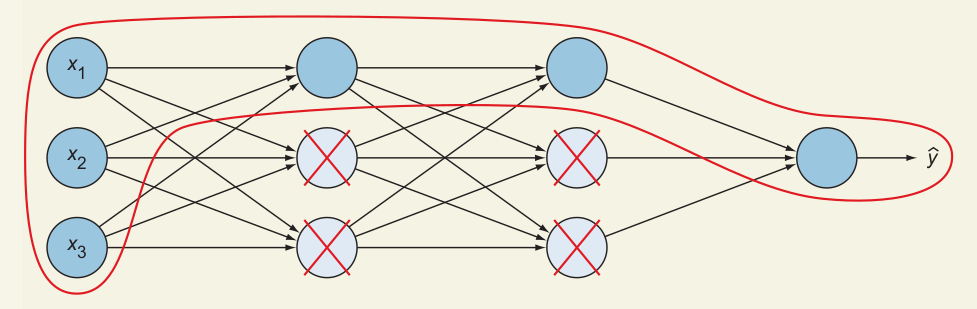 x₁
x₂
x₃
ŷ